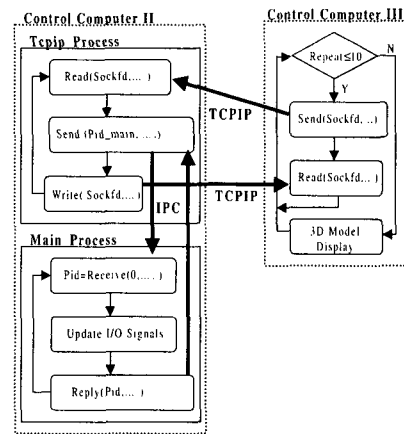 Control Computer II
Tcpip Process
Read(Sockfd,... )
Send (Pid_main, ... )
Write( Sockfd,... )
IPC
Main Process
Pid=Receive(0,... )
Update I/O Signals
Reply(Pid,... )
TCPIP
TCPIP
Control Computer III
Repeat≤10
N
Y
Send(Sockfd, .. )
Read(Sockfd,.. )
3D Model
Display